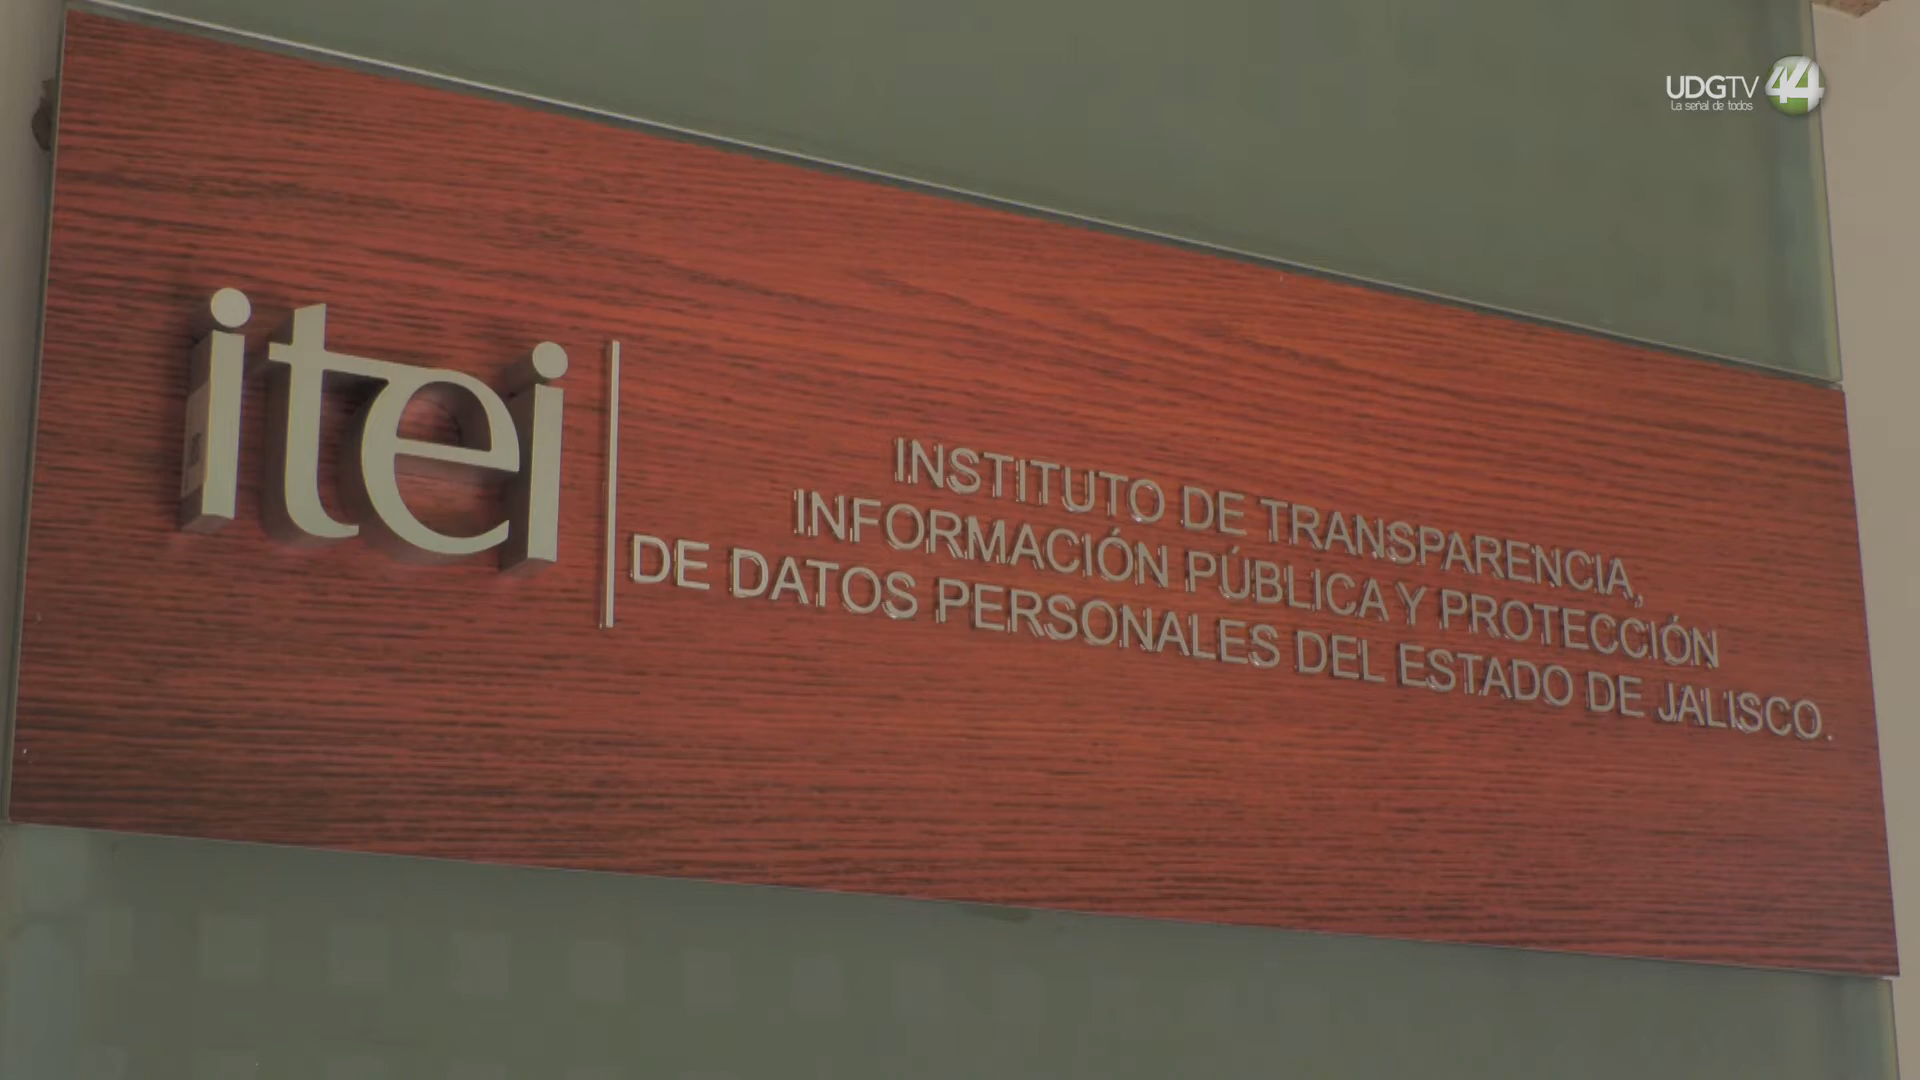 UDGTV 44
La señal de todos
itei
INSTITUTO DE TRANSPARENCIA,
INFORMACIÓN PÚBLICA Y PROTECCIÓN
DE DATOS PERSONALES DEL ESTADO DE JALISCO.